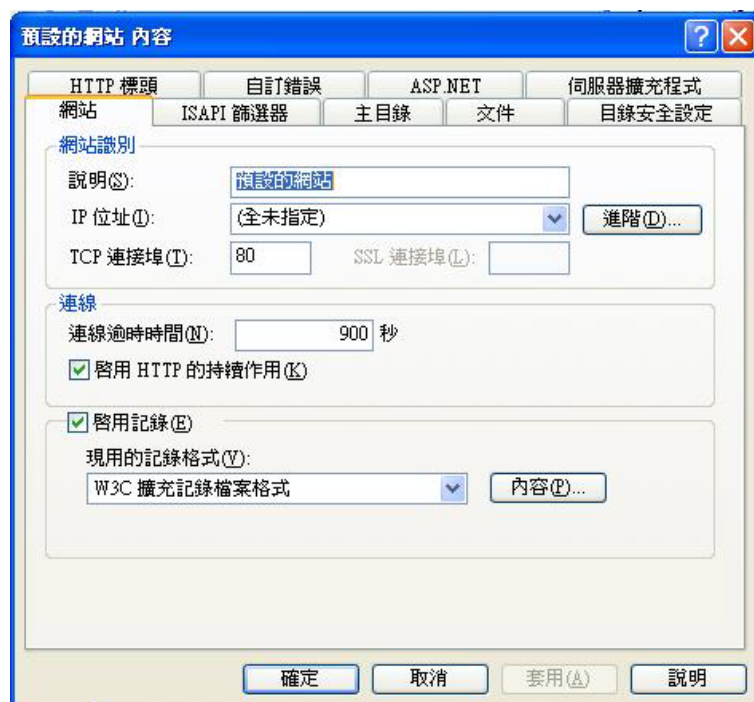 預設的網站 內容
HTTP 標頭 自訂錯誤 ASP.NET 伺服器擴充程式
網站 ISAPI 篩選器 主目錄 文件 目錄安全設定
網站識別
說明(S): 預設的網站
IP 位址(I): (全未指定) 進階(D)...
TCP 連接埠(T): 80 SSL 連接埠(L):
連線
連線逾時時間(N): 900 秒
啓用 HTTP 的持續作用(K)
啓用記錄(E)
現用的記錄格式(V):
W3C 擴充記錄檔案格式 內容(P)...
確定 取消 套用(A) 說明